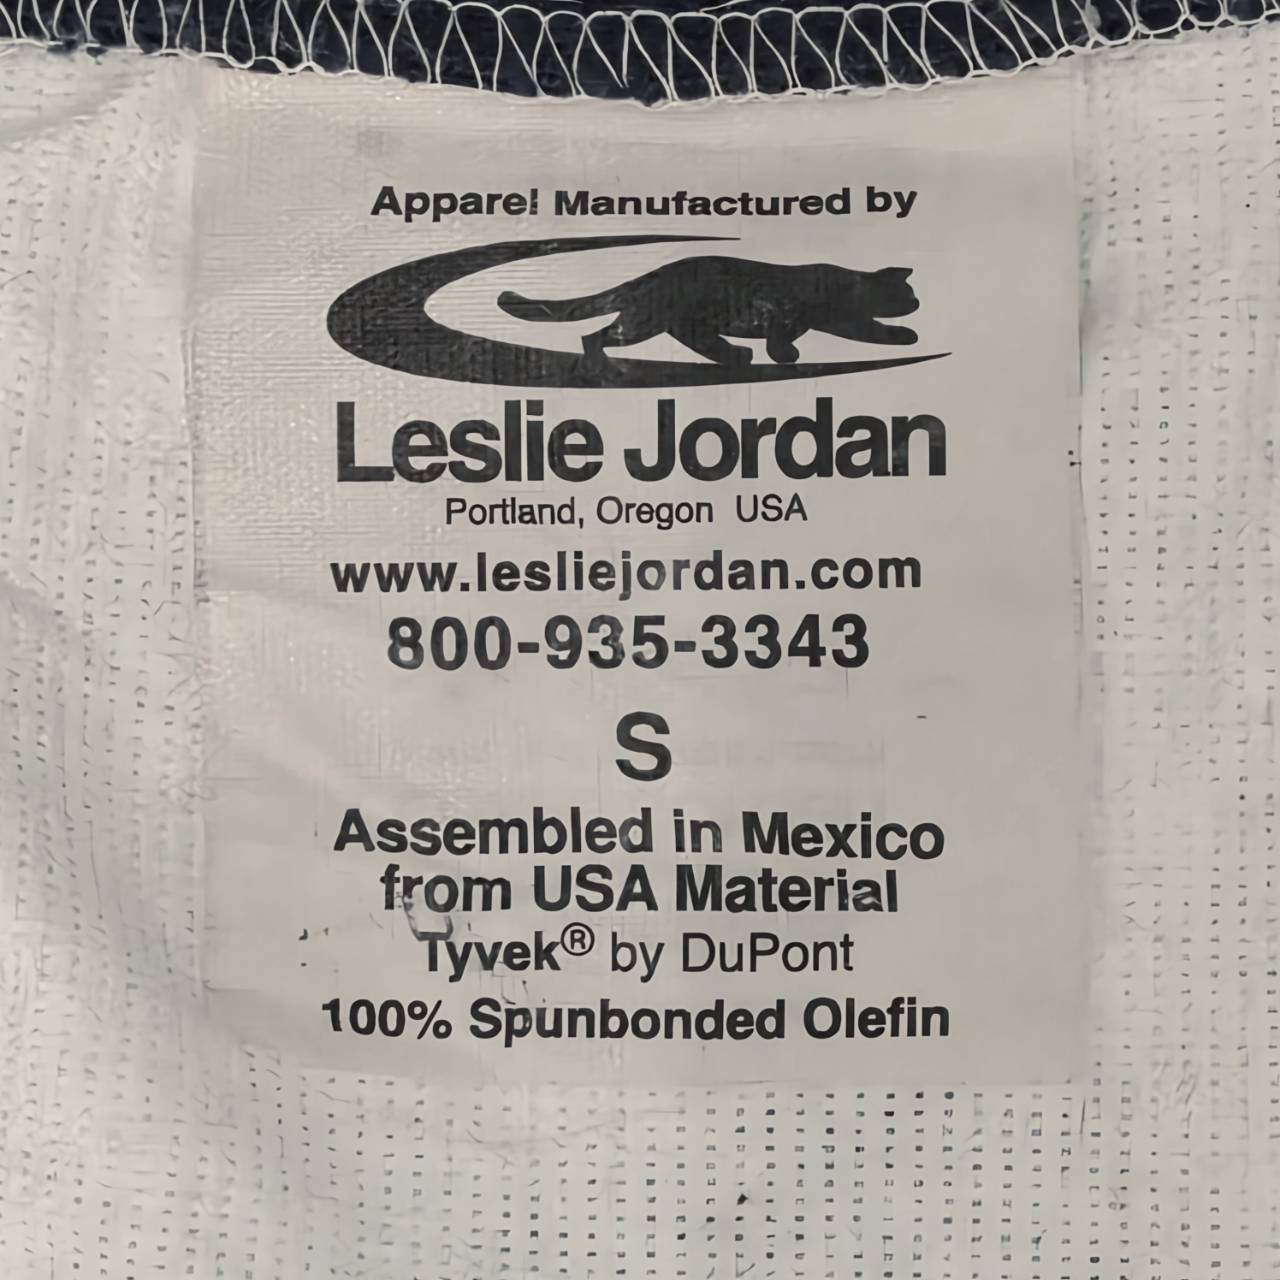 Apparel Manufactured by
Leslie Jordan
Portland, Oregon USA
www.lesliejordan.com
800-935-3343
S
Assembled in Mexico
from USA Material
Tyvek® by DuPont
100% Spunbonded Olefin